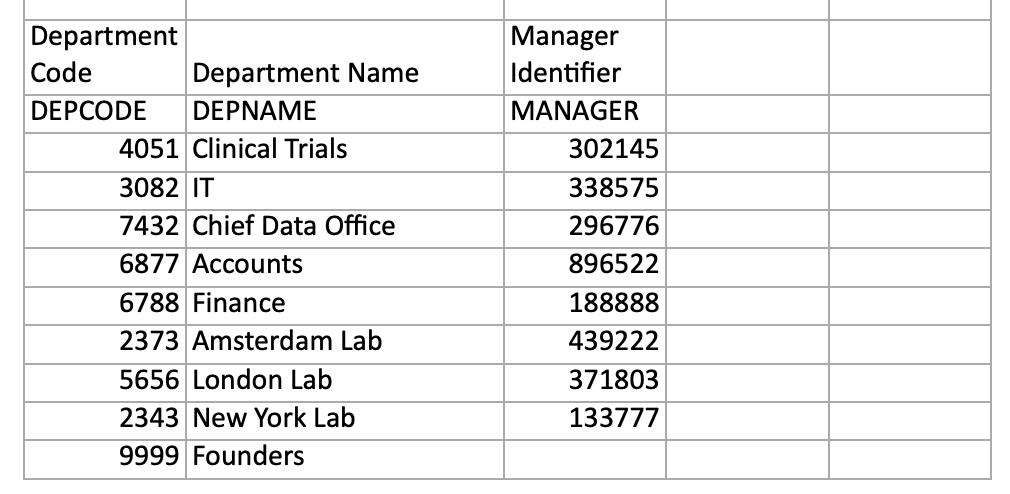 Department Code Department Name Manager Identifier
DEPCODE DEPNAME MANAGER
4051 Clinical Trials 302145
3082 IT 338575
7432 Chief Data Office 296776
6877 Accounts 896522
6788 Finance 188888
2373 Amsterdam Lab 439222
5656 London Lab 371803
2343 New York Lab 133777
9999 Founders